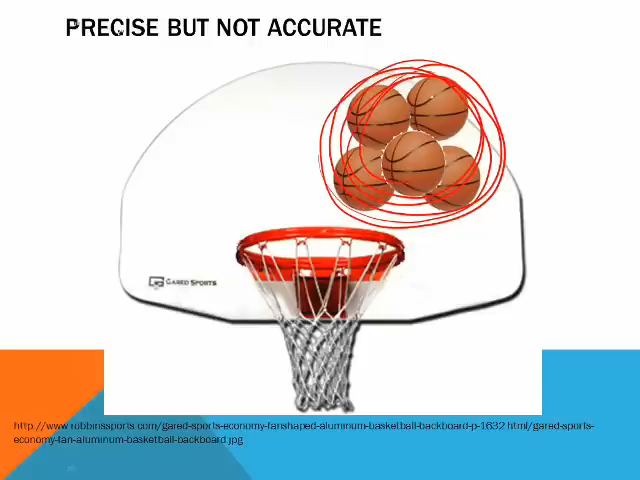 PRECISE BUT NOT ACCURATE
GARED SPORTS
http://www.robbinssports.com/gared-sports-economy-fanshaped-aluminum-basketball-backboard-p-1632.html/gared-sports-
economy-fan-aluminum-basketball-backboard.jpg